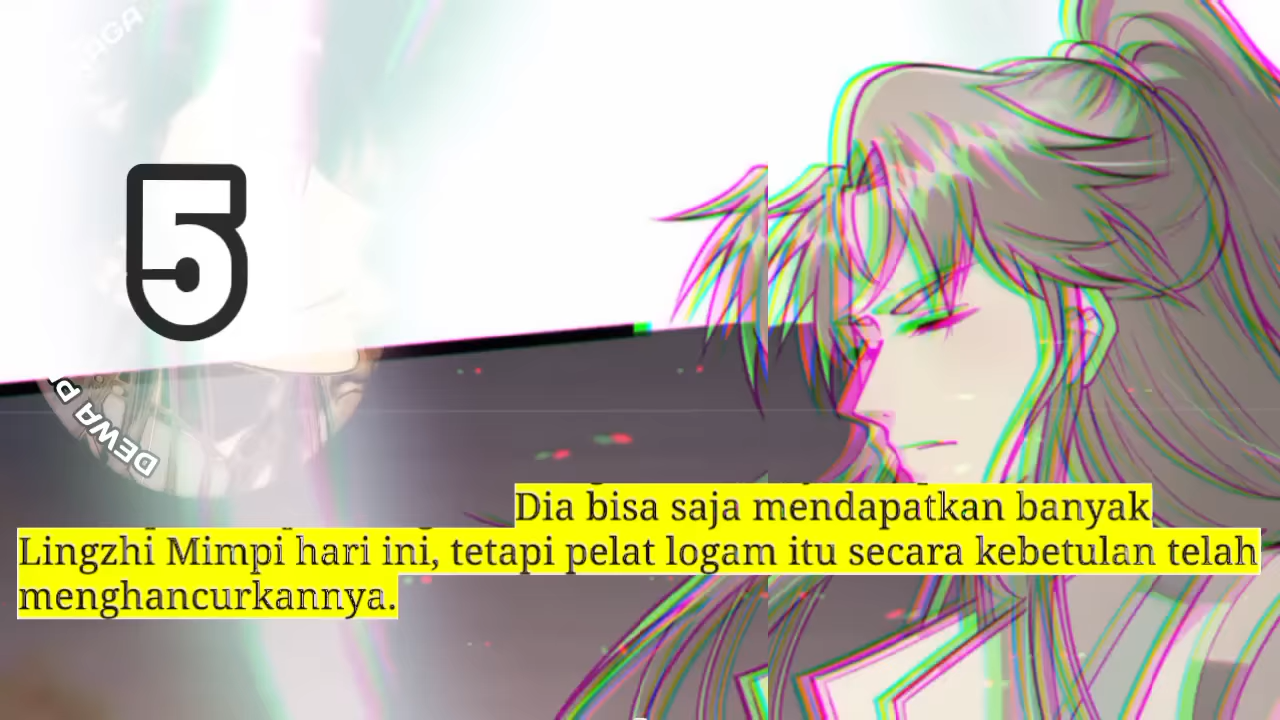 5
DEWA
Dia bisa saja mendapatkan banyak
Lingzhi Mimpi hari ini, tetapi pelat logam itu secara kebetulan telah
menghancurkannya.